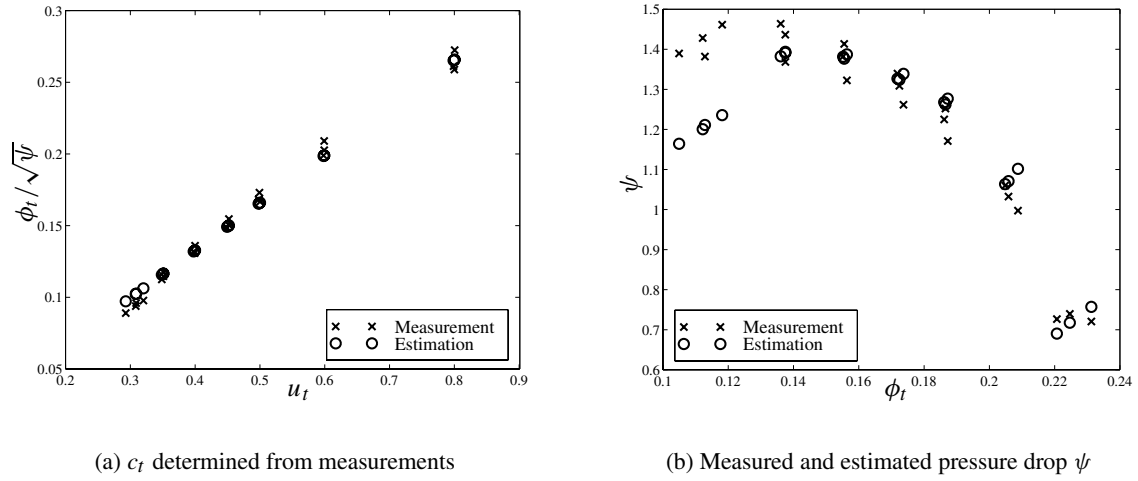 0.3
0.25
0.2
0.15
0.1
0.05
ϕt / √ψ
0.2 0.3 0.4 0.5 0.6 0.7 0.8 0.9
ut
Measurement
Estimation
(a) ct determined from measurements
1.5
1.4
1.3
1.2
1.1
1
0.9
0.8
0.7
0.6
ψ
0.1 0.12 0.14 0.16 0.18 0.2 0.22 0.24
ϕt
Measurement
Estimation
(b) Measured and estimated pressure drop ψ